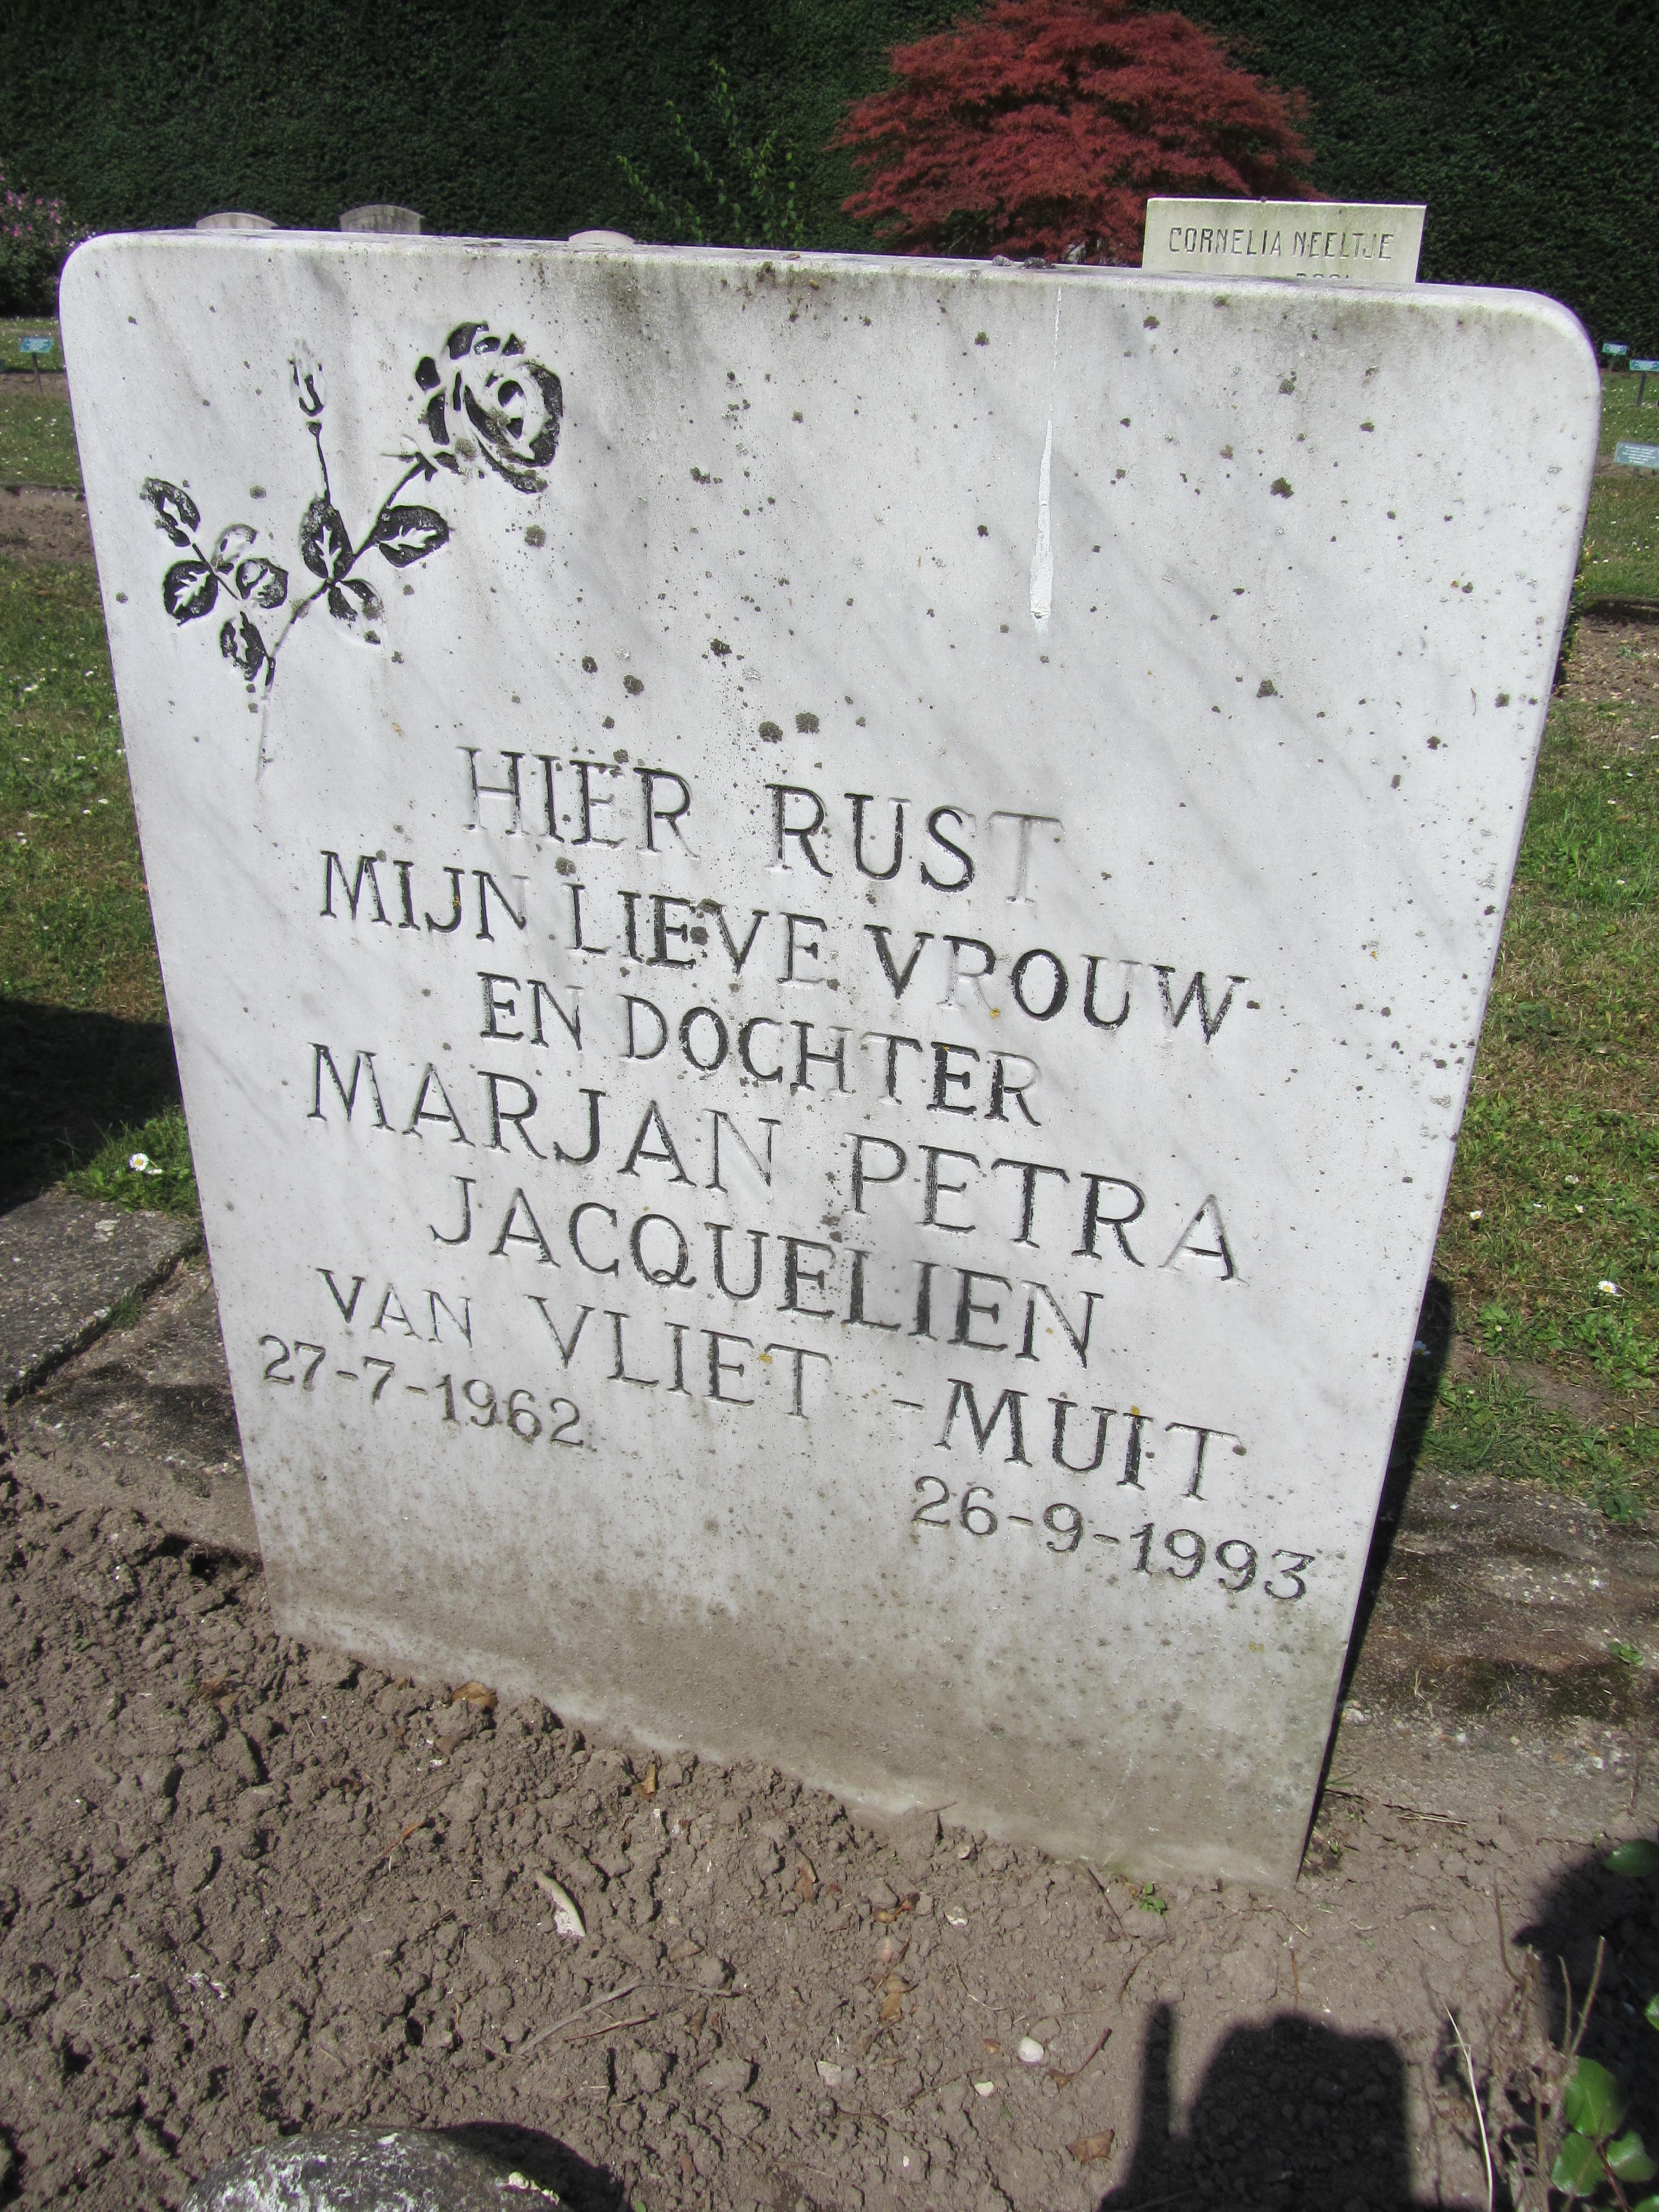 CORNELIA NEELTJE
HIER RUST
MIJN LIEVE VROUW
EN DOCHTER
MARJAN PETRA
JACQUELIEN
VAN VLIET - MUIT
27-7-1962
26-9-1993